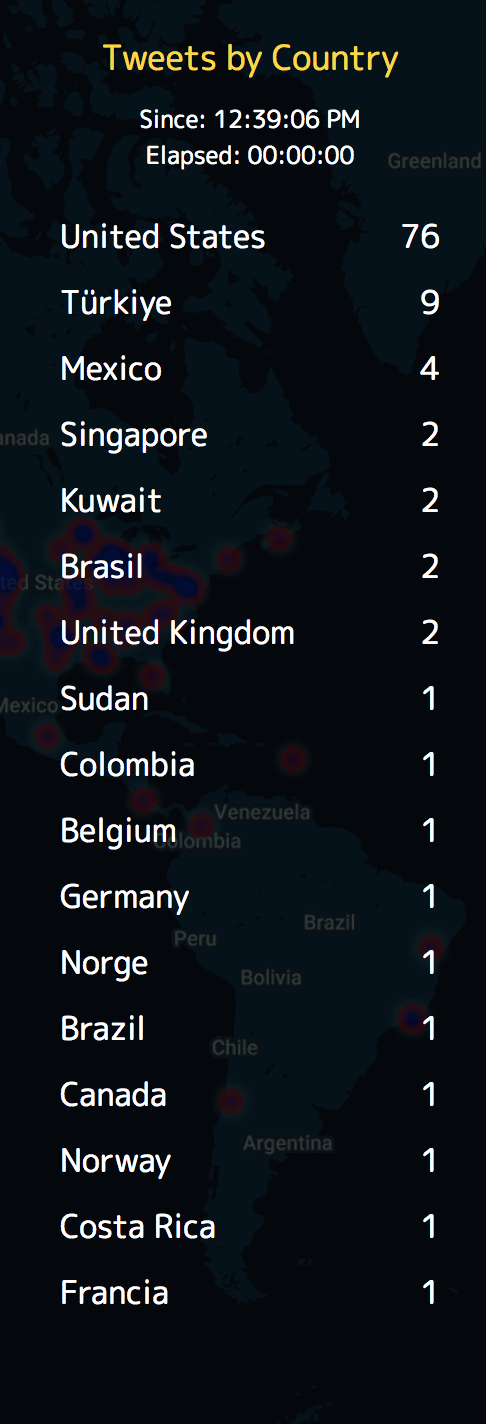 Tweets by Country
Since: 12:39:06 PM
Elapsed: 00:00:00
Greenland
United States 76
Türkiye 9
Mexico 4
anada
Singapore 2
Kuwait 2
Brasil 2
ted States
United Kingdom 2
Sudan 1
Mexico
Colombia 1
Venezuela
Belgium 1
Colombia
Germany 1
Brazil
Peru
Norge 1
Bolivia
Brazil 1
Chile
Canada 1
Argentina
Norway 1
Costa Rica 1
Francia 1